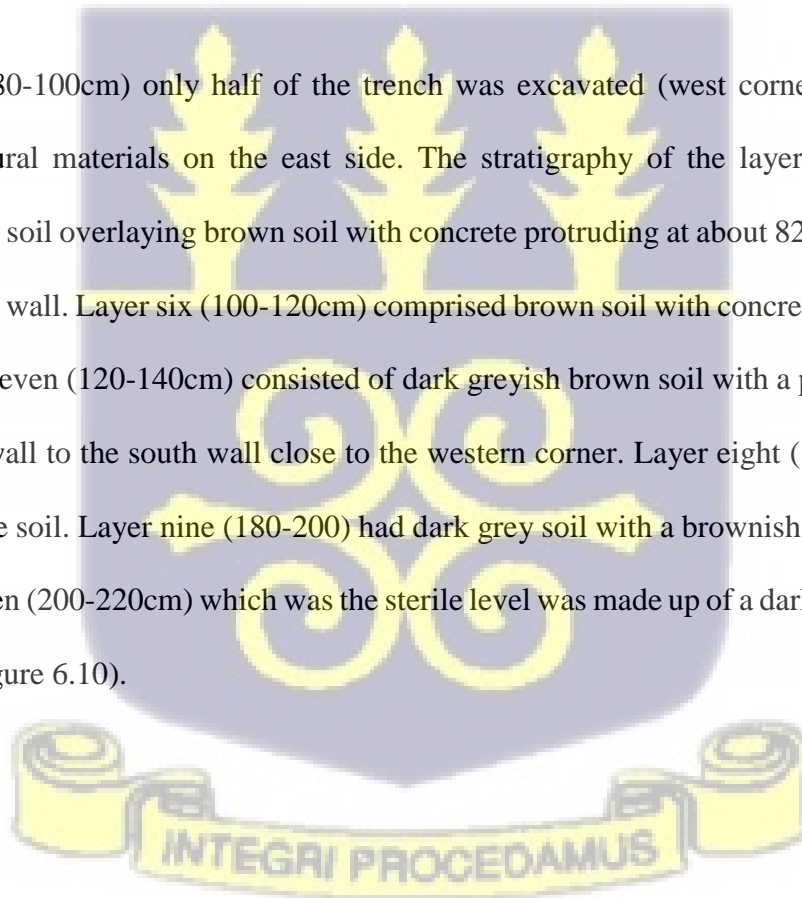 80-100cm) only half of the trench was excavated (west corne
ural materials on the east side. The stratigraphy of the layer
soil overlaying brown soil with concrete protruding at about 82
wall. Layer six (100-120cm) comprised brown soil with concre
even (120-140cm) consisted of dark greyish brown soil with a p
vall to the south wall close to the western corner. Layer eight (
e soil. Layer nine (180-200) had dark grey soil with a brownish
en (200-220cm) which was the sterile level was made up of a dar
gure 6.10).
INTEGRI PROCEDAMUS